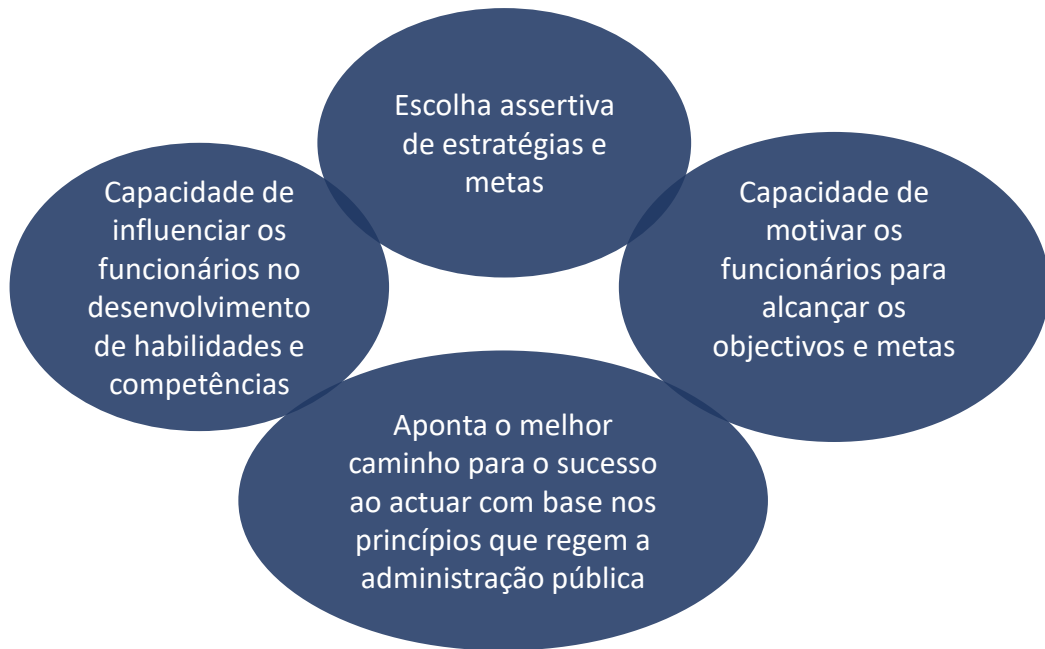 Escolha assertiva
de estratégias e
metas
Capacidade de
influenciar os
funcionários no
desenvolvimento
de habilidades e
competências
Capacidade de
motivar os
funcionários para
alcançar os
objectivos e metas
Aponta o melhor
caminho para o sucesso
ao actuar com base nos
princípios que regem a
administração pública